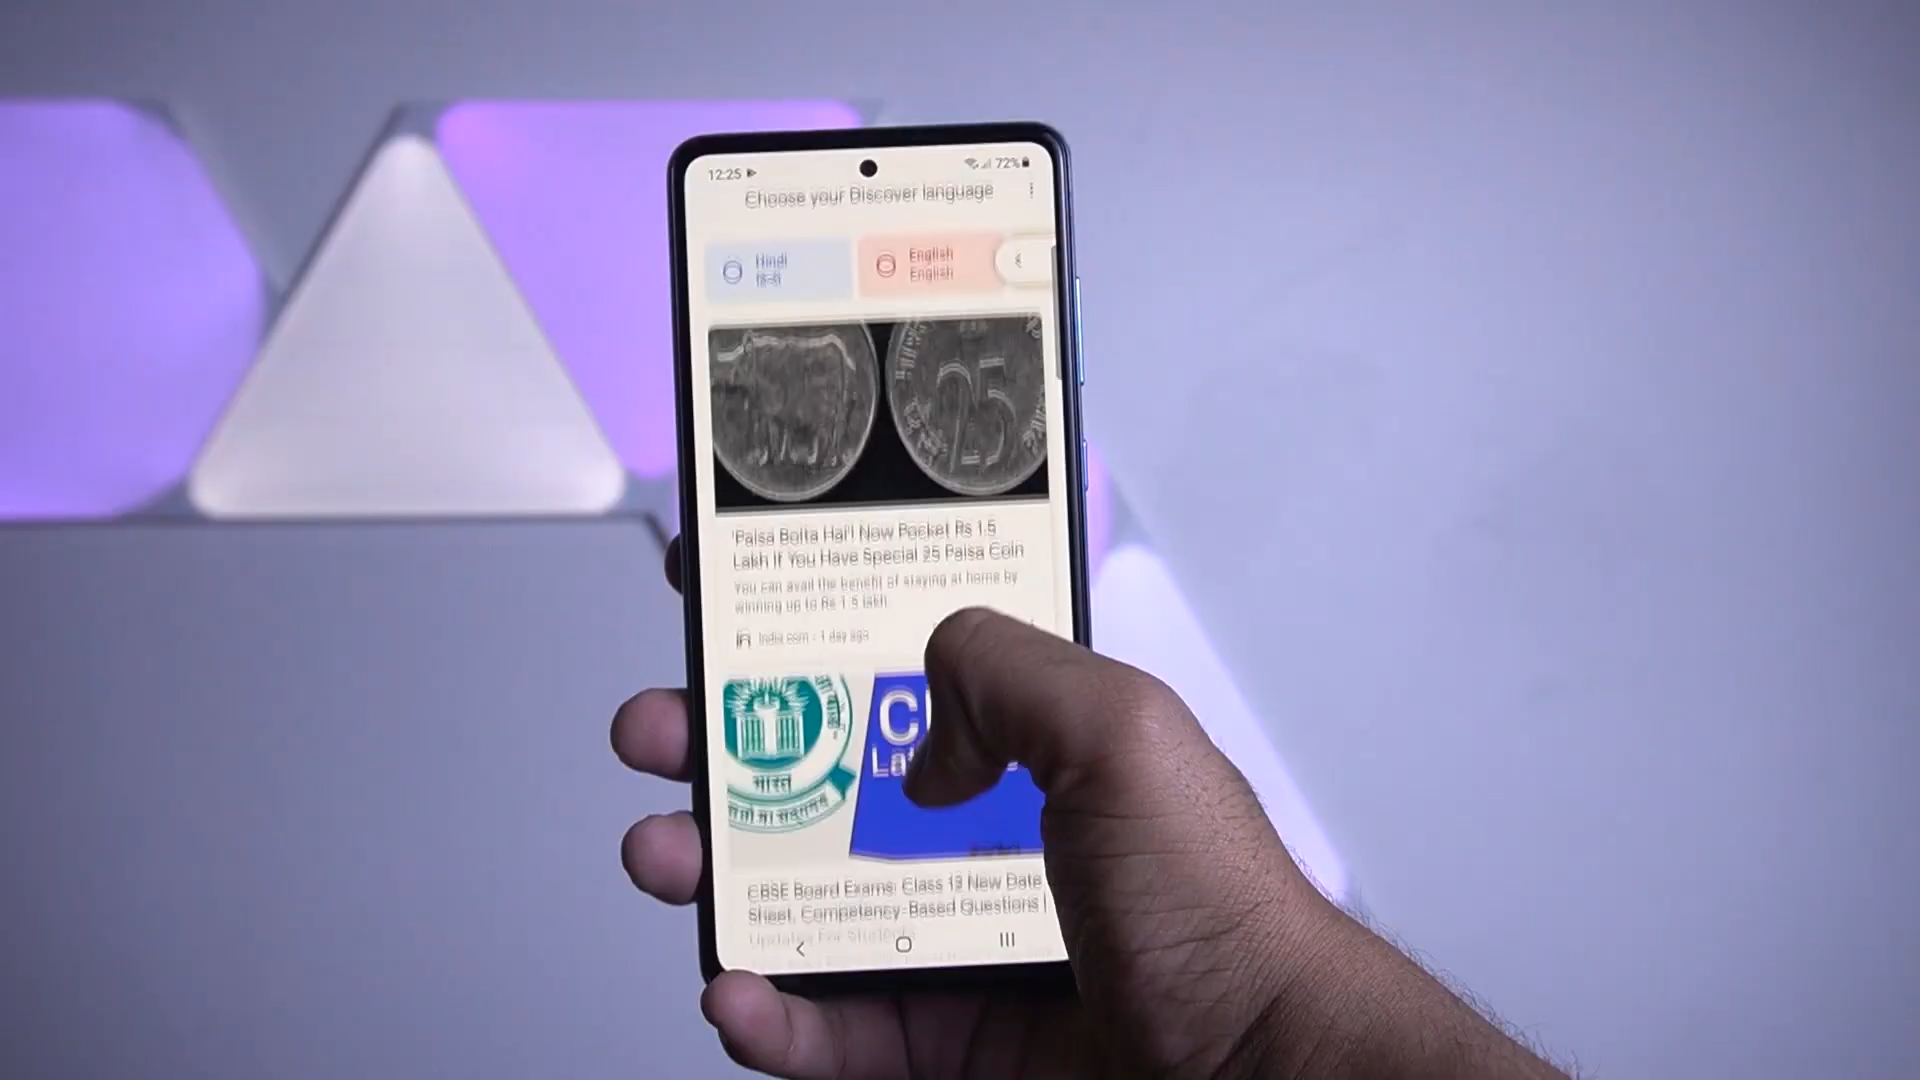 12:25
72%
Choose your Discover language
Hindi
हिन्दी
English
English
25
'Paisa Bolta Hai'! Now Pocket Rs 1.5
Lakh If You Have Special 25 Paisa Coin
You can avail the benefit of staying at home by
winning up to Rs 1.5 lakh
India.com - 1 day ago
भारत
CBSE Board Exams: Class 12 New Date
Sheet, Competency-Based Questions |
Updates For Students